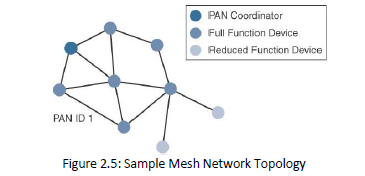 PAN Coordinator
Full Function Device
Reduced Function Device
PAN ID 1
Figure 2.5: Sample Mesh Network Topology